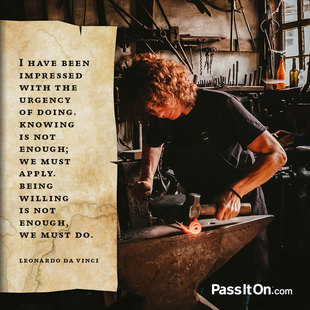 I have been
impressed
with the
urgency
of doing.
Knowing
is not
enough;
we must
apply.
Being
willing
is not
enough,
we must do.
Leonardo da Vinci
PassItOn.com